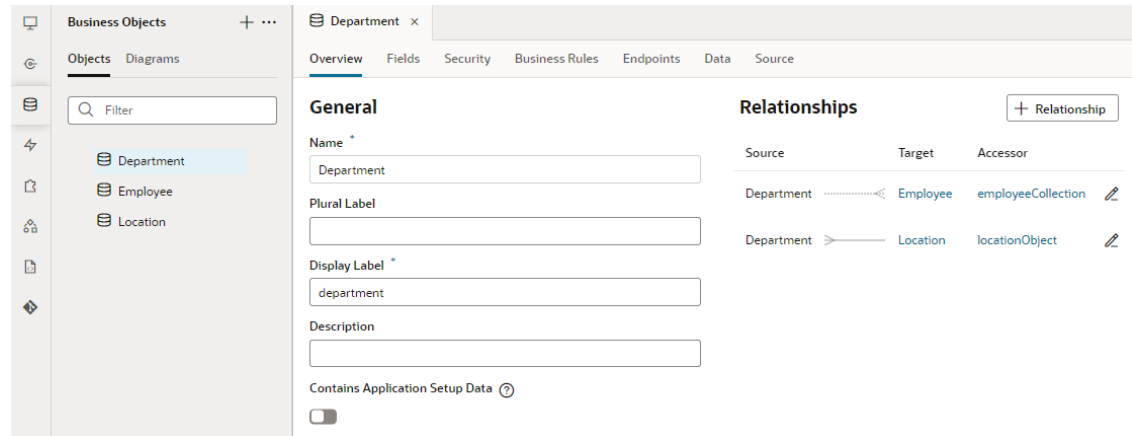 Business Objects
Objects Diagrams
Filter
Department
Employee
Location
Department ×
Overview Fields Security Business Rules Endpoints Data Source
General
Name *
Department
Plural Label
Display Label *
department
Description
Contains Application Setup Data ?
Relationships
+ Relationship
Source Target Accessor
Department Employee employeeCollection
Department Location locationObject